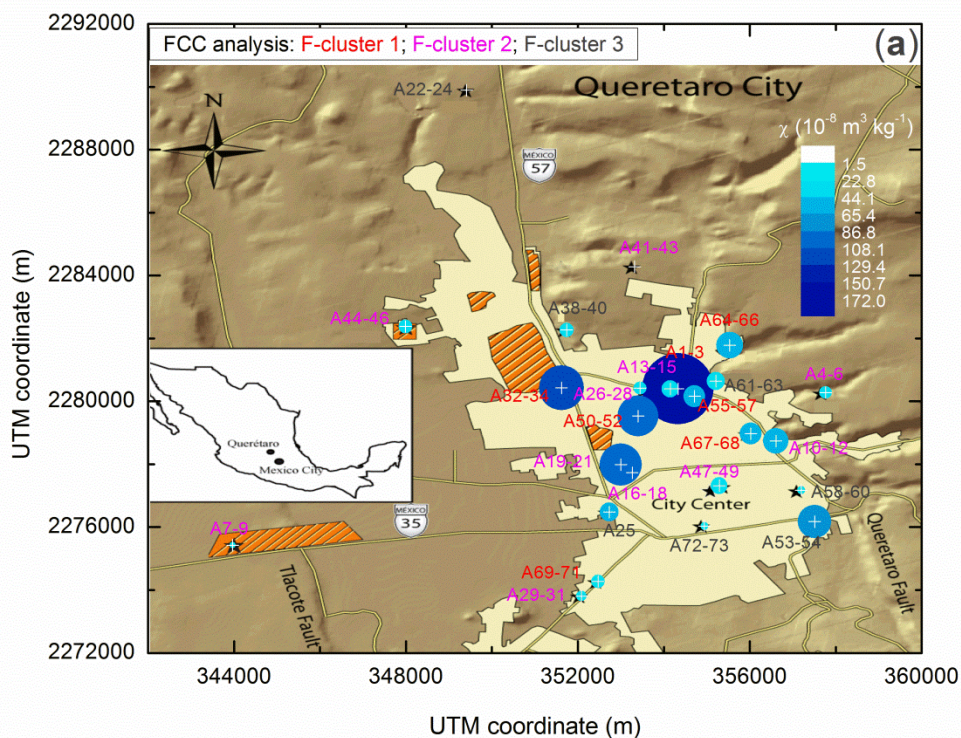 2292000
FCC analysis: F-cluster 1; F-cluster 2; F-cluster 3
(a)
A22-24
Queretaro City
N
χ (10⁻⁸ m³ kg⁻¹)
2288000
MÉXICO
57
1.5
22.8
44.1
65.4
86.8
108.1
129.4
150.7
172.0
A41-43
2284000
A38-40
A44-46
A64-66
A1-3
A13-15
A61-63
A4-6
2280000
A32-34
A26-28
A50-52
A55-57
A67-68
A10-12
Querétaro
Mexico City
A19-21
A47-49
A16-18
City Center
A58-60
MÉXICO
35
A25
2276000
A7-9
A72-73
A53-54
Queretaro Fault
A69-71
A29-31
Tlacote Fault
2272000
344000
348000
352000
356000
360000
UTM coordinate (m)
UTM coordinate (m)